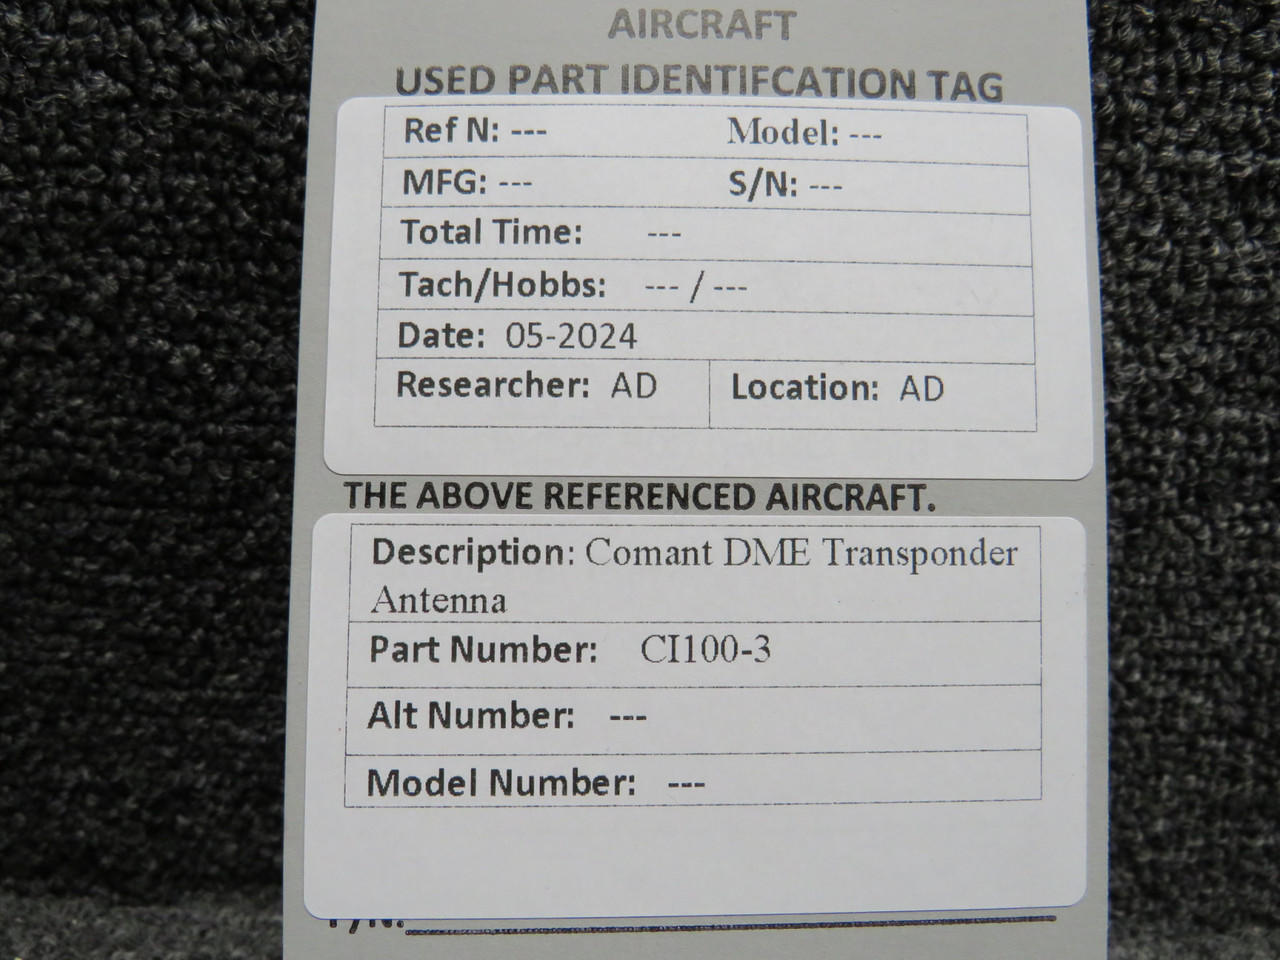 AIRCRAFT
USED PART IDENTIFCATION TAG
Ref N: --- Model: ---
MFG: --- S/N: ---
Total Time: ---
Tach/Hobbs: --- / ---
Date: 05-2024
Researcher: AD Location: AD
THE ABOVE REFERENCED AIRCRAFT.
Description: Comant DME Transponder
Antenna
Part Number: CI100-3
Alt Number: ---
Model Number: ---
P/N: